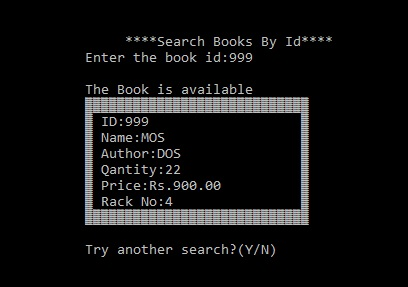 ****Search Books By Id****
Enter the book id:999
The Book is available
ID:999
Name:MOS
Author:DOS
Qantity:22
Price:Rs.900.00
Rack No:4
Try another search?(Y/N)